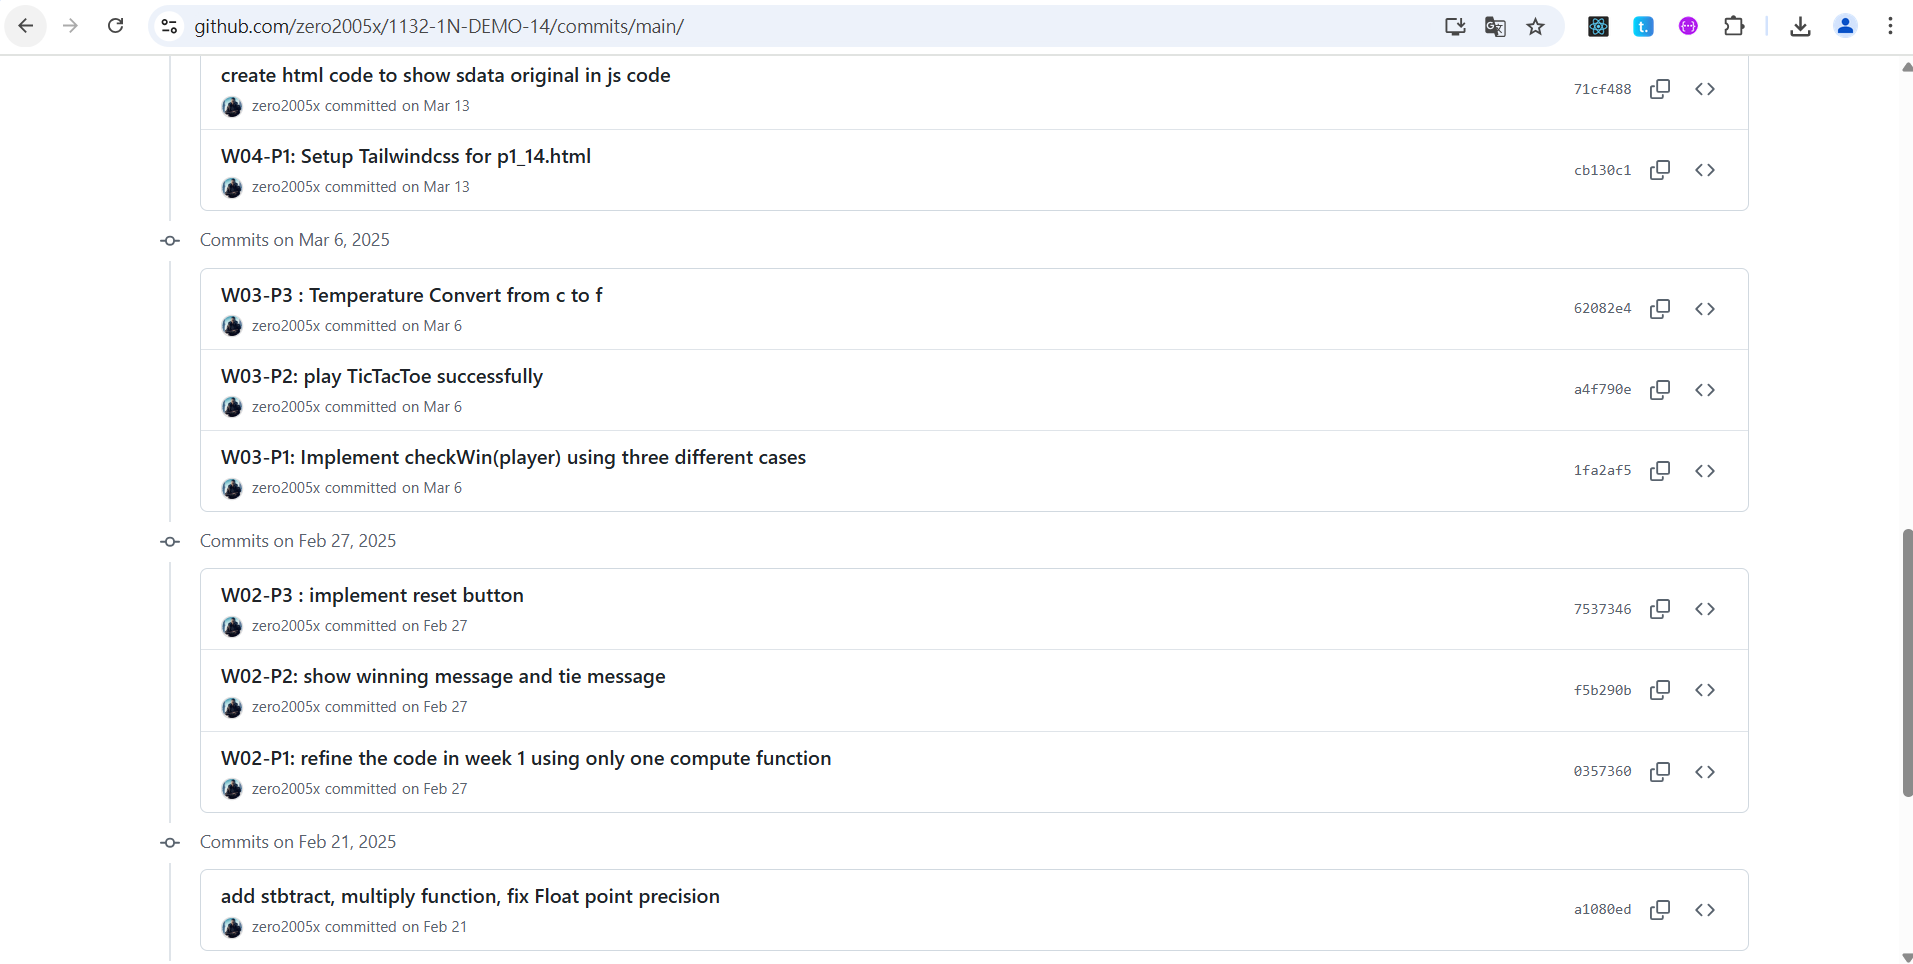 github.com/zero2005x/1132-1N-DEMO-14/commits/main/
t.
create html code to show sdata original in js code
zero2005x committed on Mar 13
71cf488
W04-P1: Setup Tailwindcss for p1_14.html
zero2005x committed on Mar 13
cb130c1
Commits on Mar 6, 2025
W03-P3 : Temperature Convert from c to f
zero2005x committed on Mar 6
62082e4
W03-P2: play TicTacToe successfully
zero2005x committed on Mar 6
a4f790e
W03-P1: Implement checkWin(player) using three different cases
zero2005x committed on Mar 6
1fa2af5
Commits on Feb 27, 2025
W02-P3 : implement reset button
zero2005x committed on Feb 27
7537346
W02-P2: show winning message and tie message
zero2005x committed on Feb 27
f5b290b
W02-P1: refine the code in week 1 using only one compute function
zero2005x committed on Feb 27
0357360
Commits on Feb 21, 2025
add stbtract, multiply function, fix Float point precision
zero2005x committed on Feb 21
a1080ed